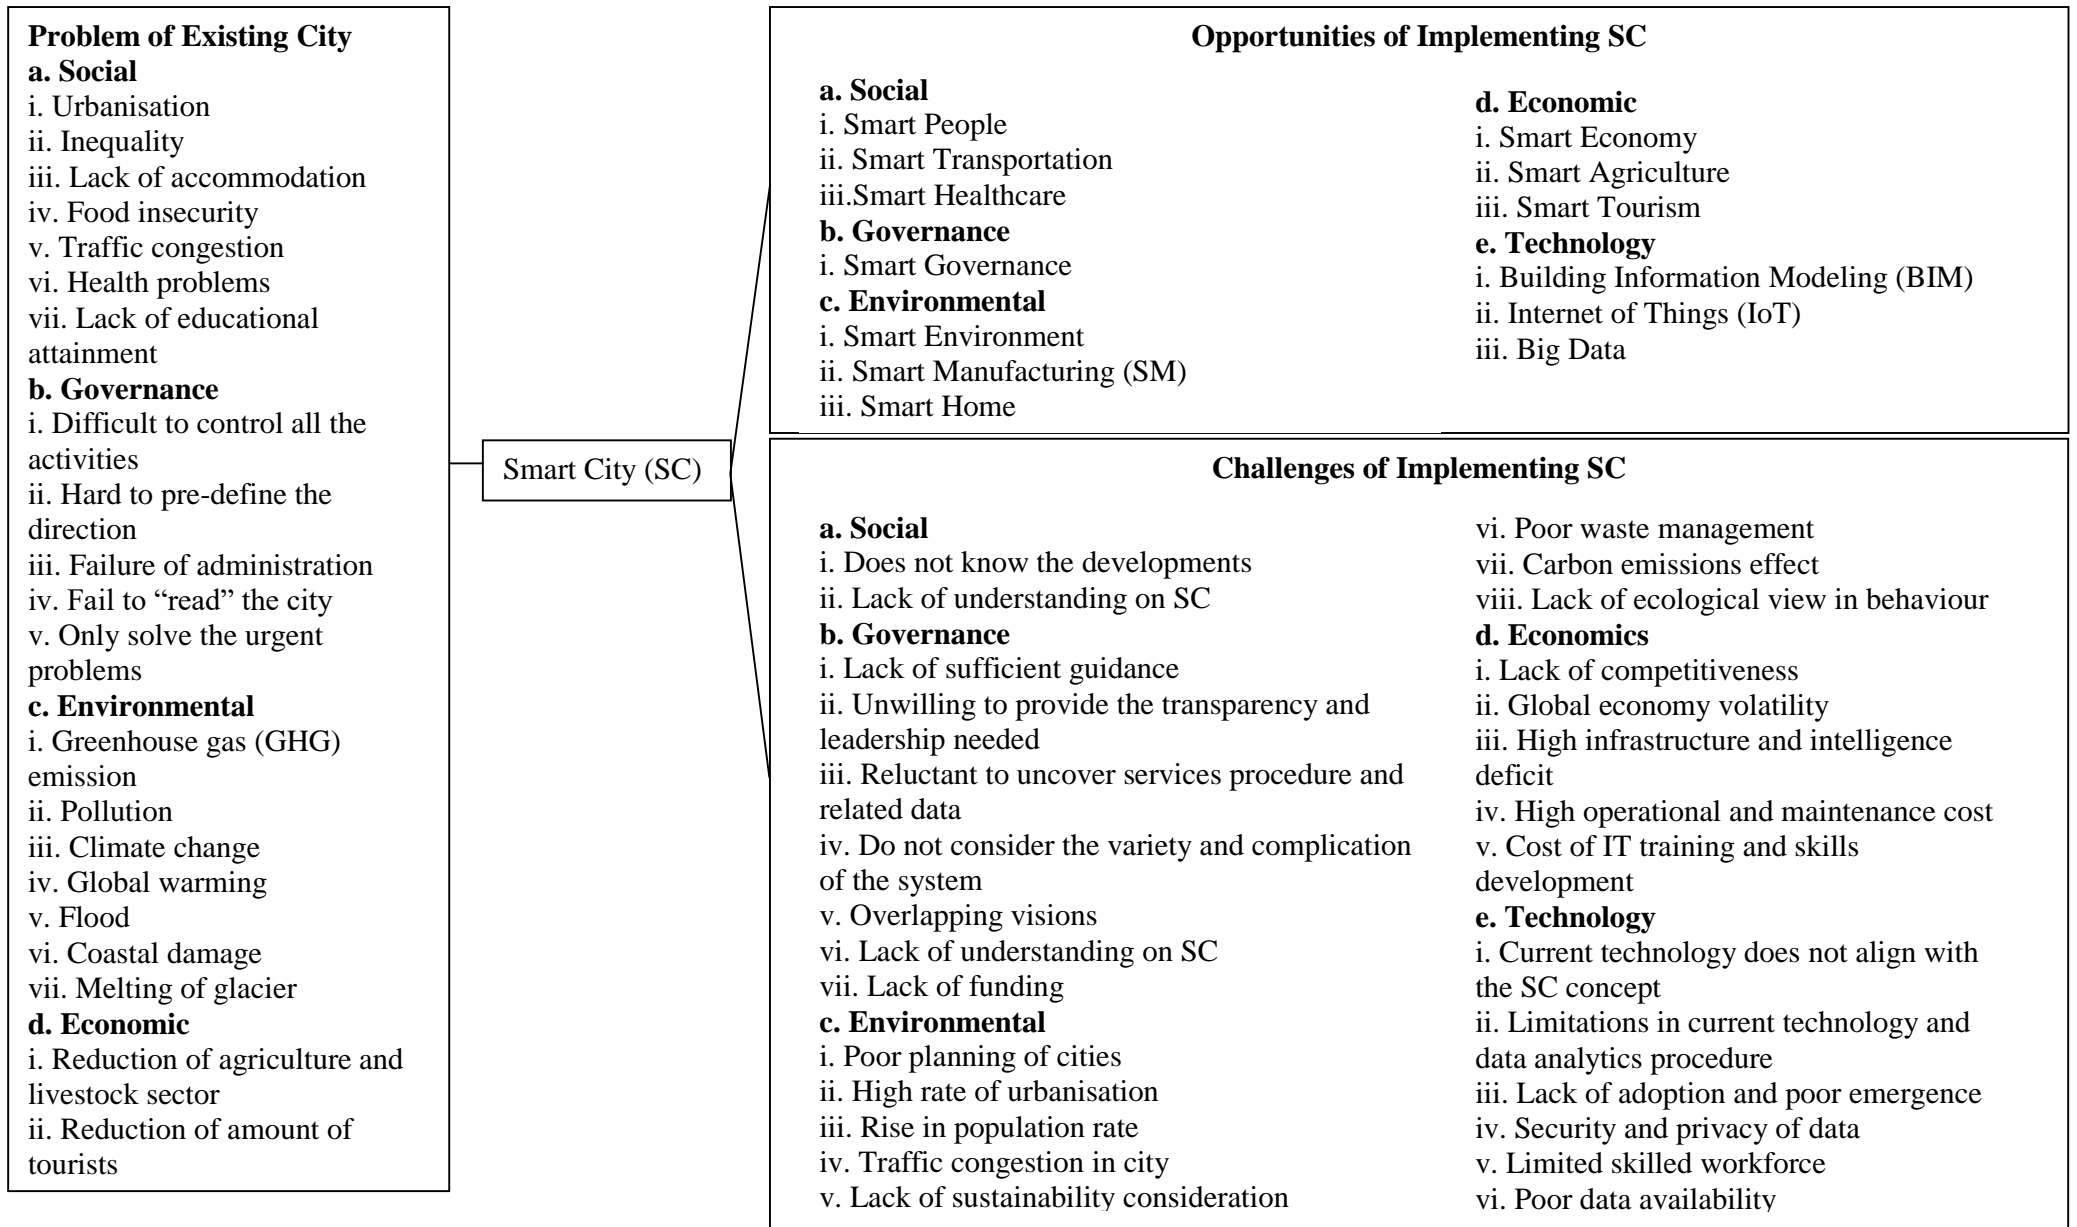 Problem of Existing City
a. Social
i. Urbanisation
ii. Inequality
iii. Lack of accommodation
iv. Food insecurity
v. Traffic congestion
vi. Health problems
vii. Lack of educational
attainment
b. Governance
i. Difficult to control all the
activities
ii. Hard to pre-define the
direction
iii. Failure of administration
iv. Fail to “read” the city
v. Only solve the urgent
problems
c. Environmental
i. Greenhouse gas (GHG)
emission
ii. Pollution
iii. Climate change
iv. Global warming
v. Flood
vi. Coastal damage
vii. Melting of glacier
d. Economic
i. Reduction of agriculture and
livestock sector
ii. Reduction of amount of
tourists
Smart City (SC)
Opportunities of Implementing SC
a. Social
i. Smart People
ii. Smart Transportation
iii.Smart Healthcare
b. Governance
i. Smart Governance
c. Environmental
i. Smart Environment
ii. Smart Manufacturing (SM)
iii. Smart Home
d. Economic
i. Smart Economy
ii. Smart Agriculture
iii. Smart Tourism
e. Technology
i. Building Information Modeling (BIM)
ii. Internet of Things (IoT)
iii. Big Data
Challenges of Implementing SC
a. Social
i. Does not know the developments
ii. Lack of understanding on SC
b. Governance
i. Lack of sufficient guidance
ii. Unwilling to provide the transparency and
leadership needed
iii. Reluctant to uncover services procedure and
related data
iv. Do not consider the variety and complication
of the system
v. Overlapping visions
vi. Lack of understanding on SC
vii. Lack of funding
c. Environmental
i. Poor planning of cities
ii. High rate of urbanisation
iii. Rise in population rate
iv. Traffic congestion in city
v. Lack of sustainability consideration
vi. Poor waste management
vii. Carbon emissions effect
viii. Lack of ecological view in behaviour
d. Economics
i. Lack of competitiveness
ii. Global economy volatility
iii. High infrastructure and intelligence
deficit
iv. High operational and maintenance cost
v. Cost of IT training and skills
development
e. Technology
i. Current technology does not align with
the SC concept
ii. Limitations in current technology and
data analytics procedure
iii. Lack of adoption and poor emergence
iv. Security and privacy of data
v. Limited skilled workforce
vi. Poor data availability